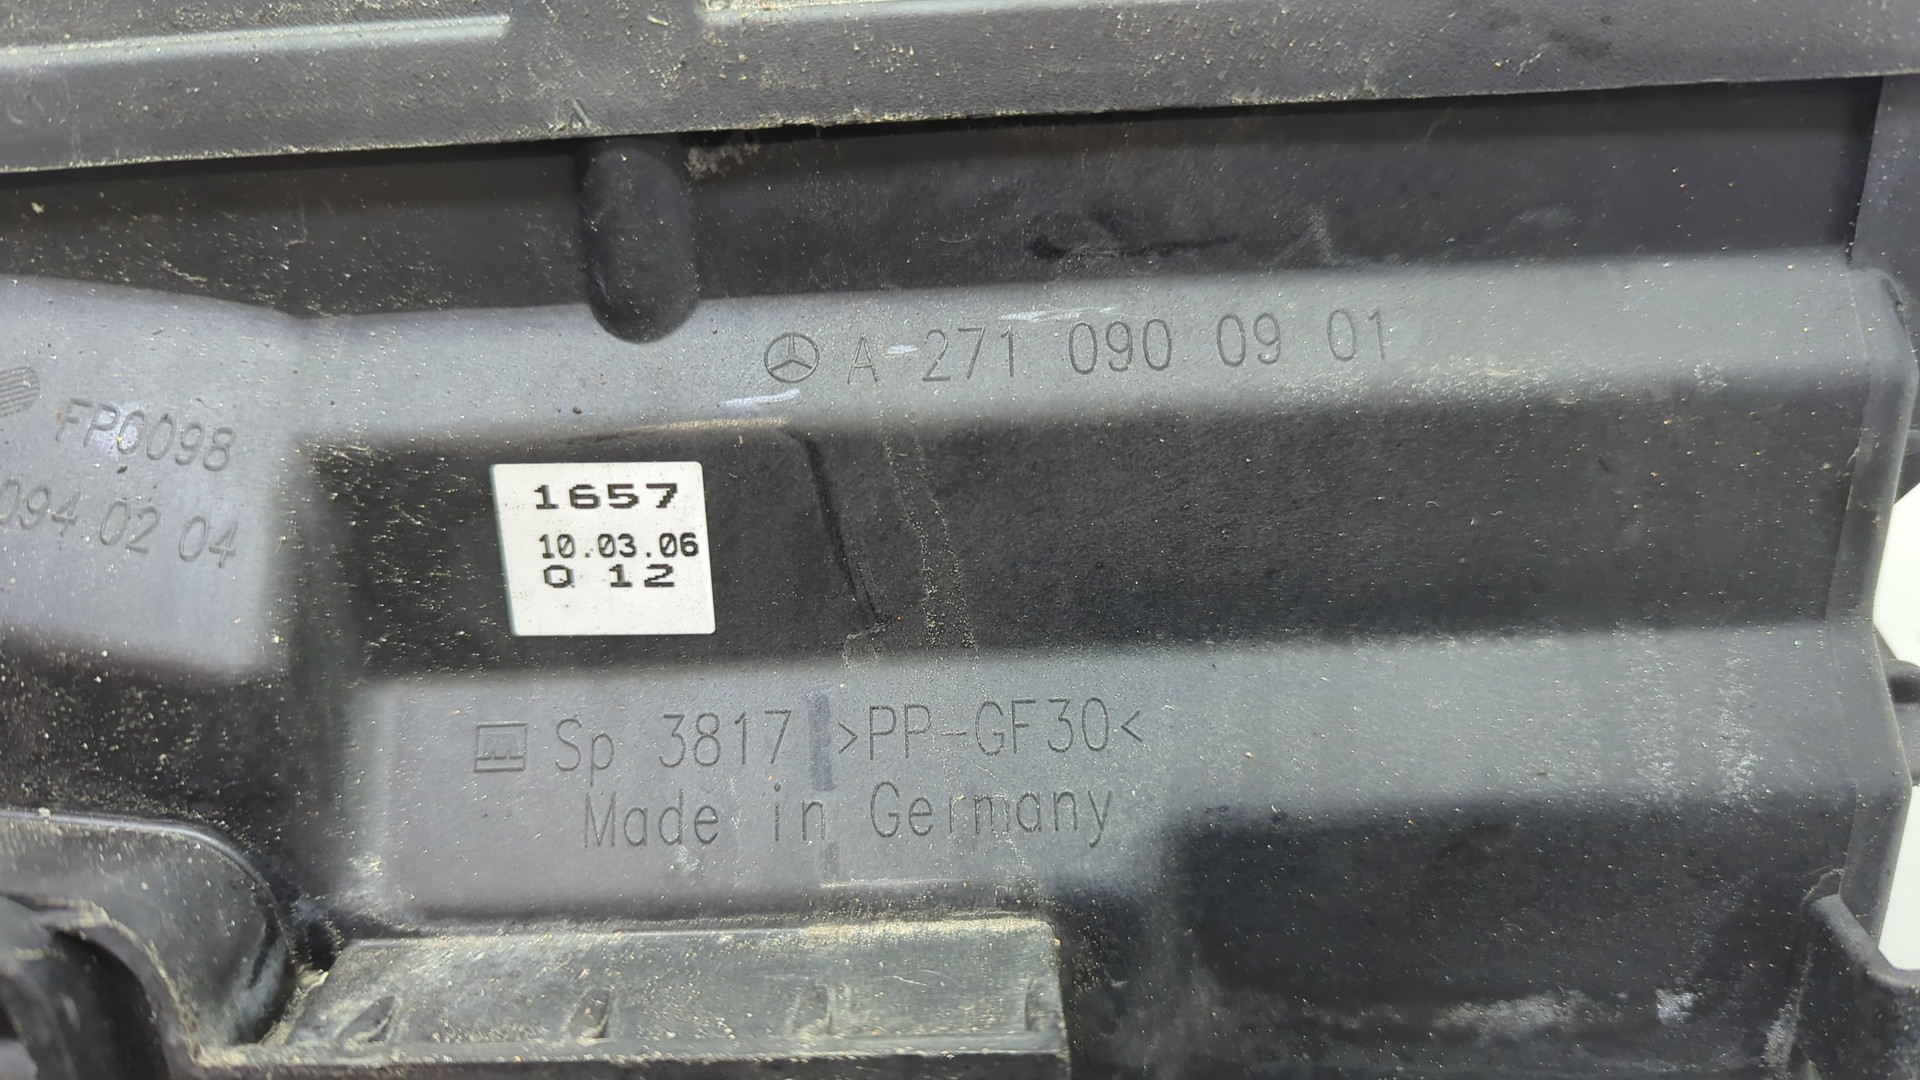 A 271 090 09 01
FP0098
094 02 04
1657
10.03.06
0 12
Sp 3817 >PP-GF30<
Made in Germany